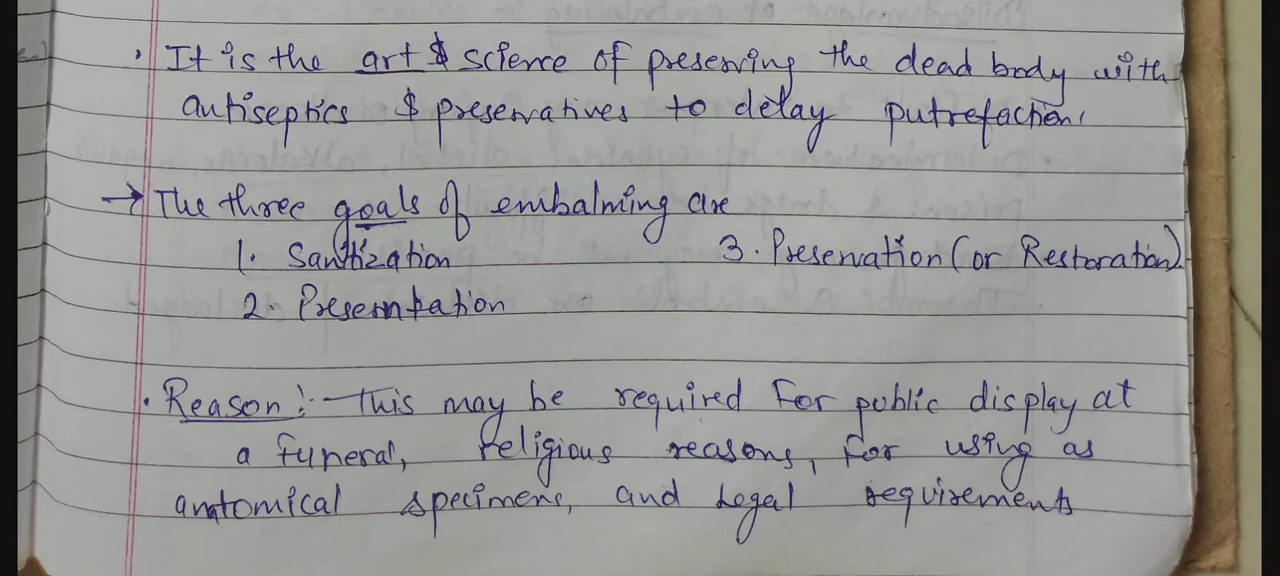 • It is the art & science of preserving the dead body with
antiseptics & preservatives to delay putrefaction.
→ The three goals of embalming are
1. Sanitization 3. Preservation (or Restoration)
2. Presentation
• Reason :- This may be required for public display at
a funeral, religious reasons, for using as
anatomical specimens, and legal requirements